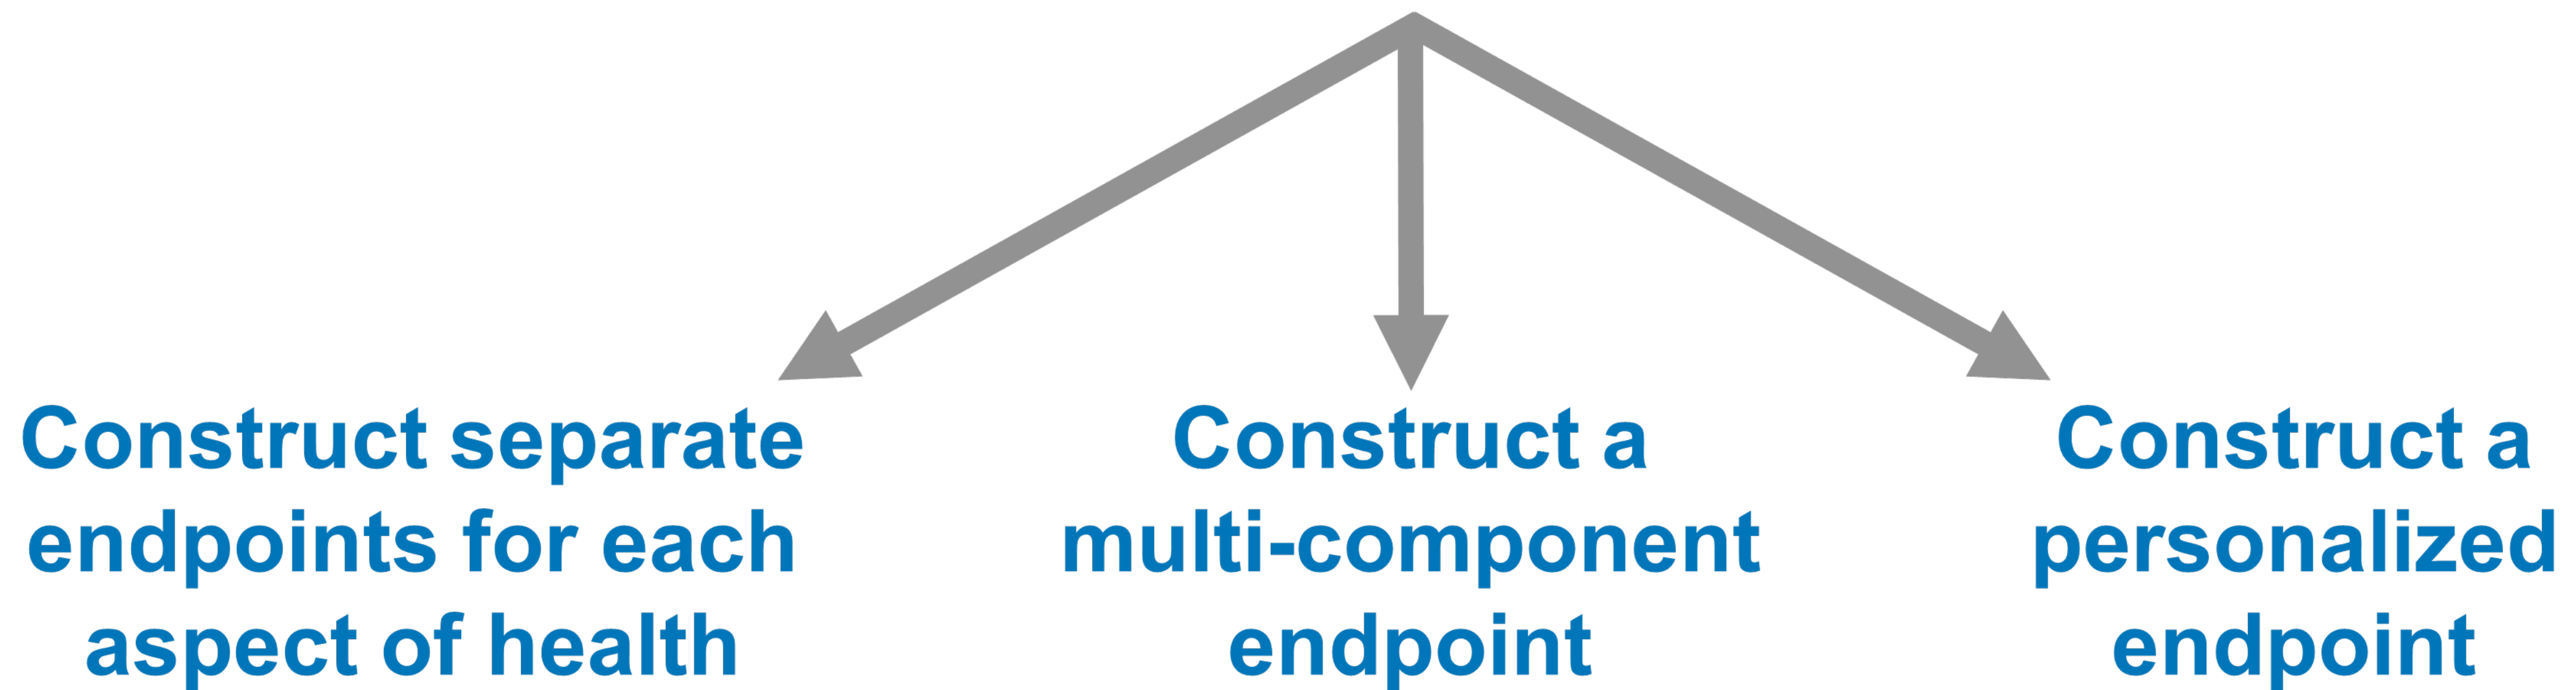 Construct separate
endpoints for each
aspect of health
Construct a
multi-component
endpoint
Construct a
personalized
endpoint